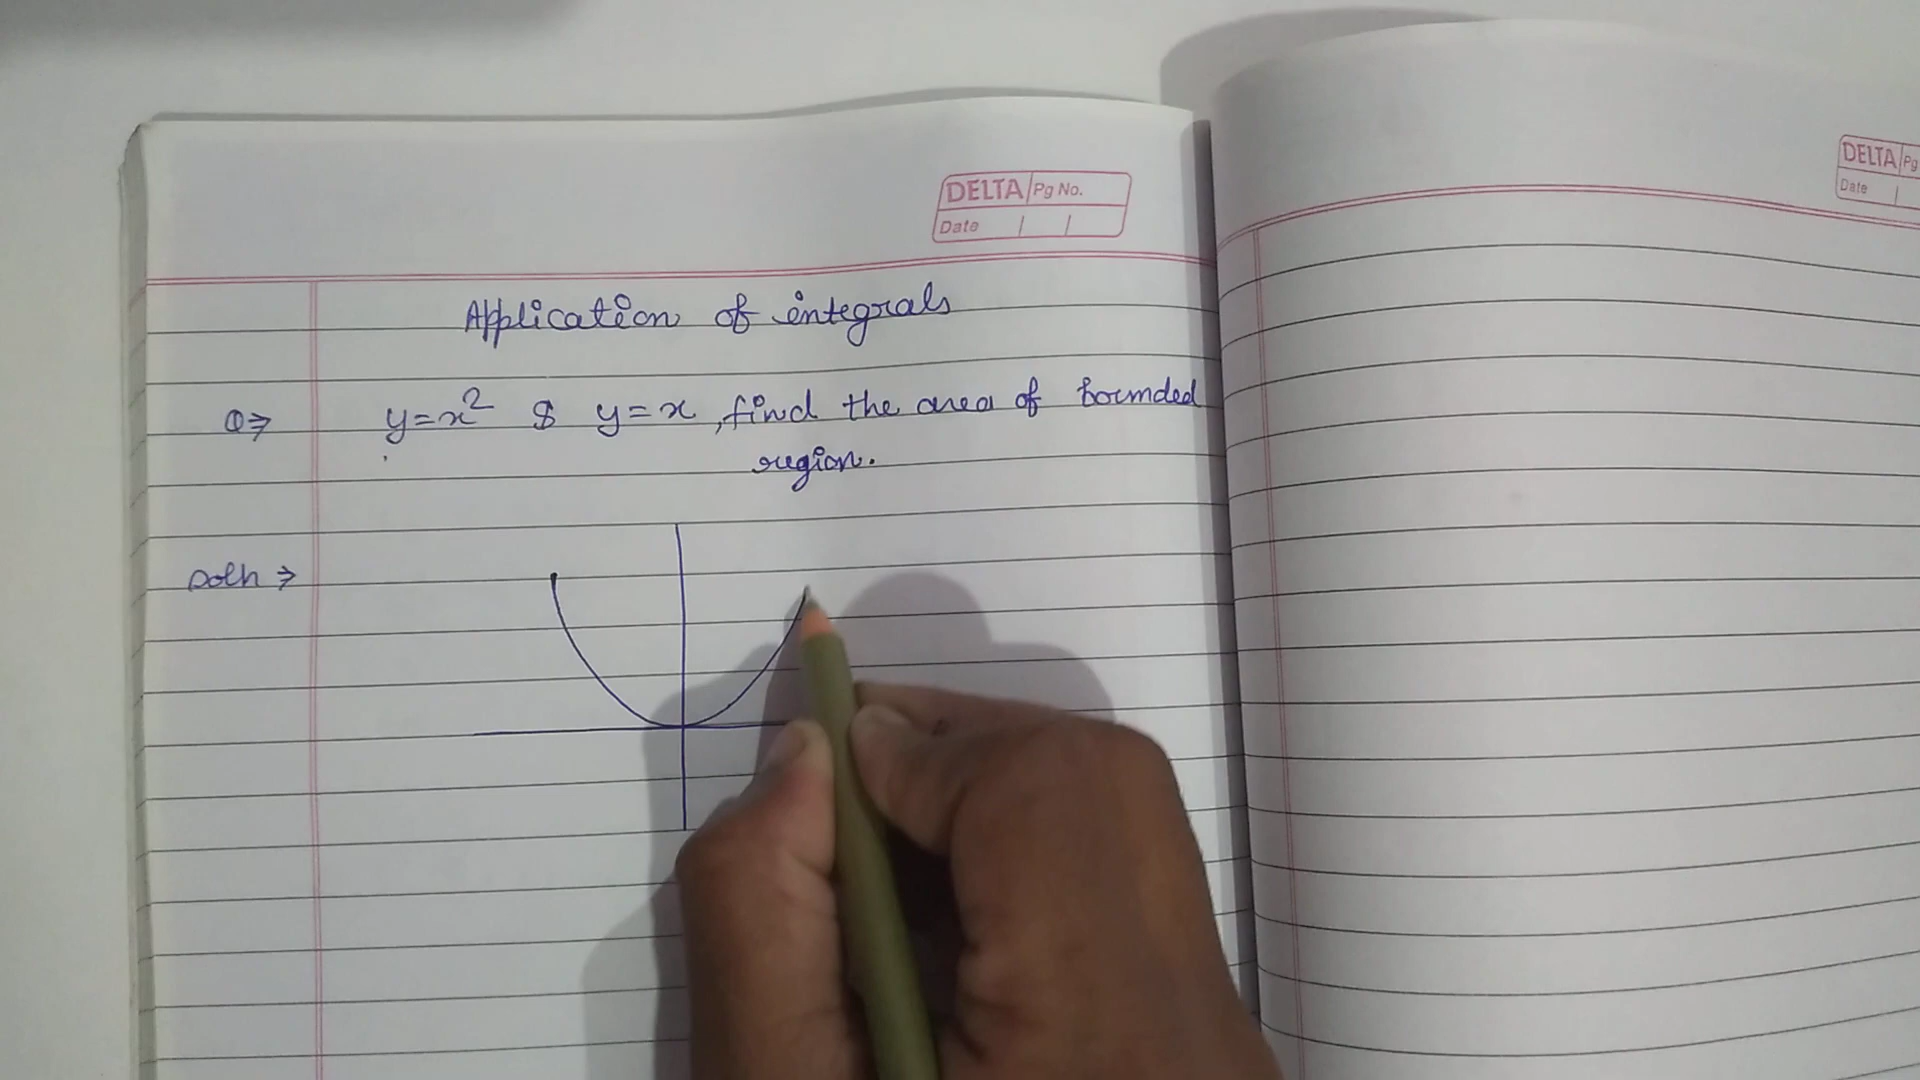 DELTA Pg No.
Date
DELTA Pg
Date
Application of integrals
Q⇒ y=x² & y=x, find the area of bounded
region.
Soln ⇒